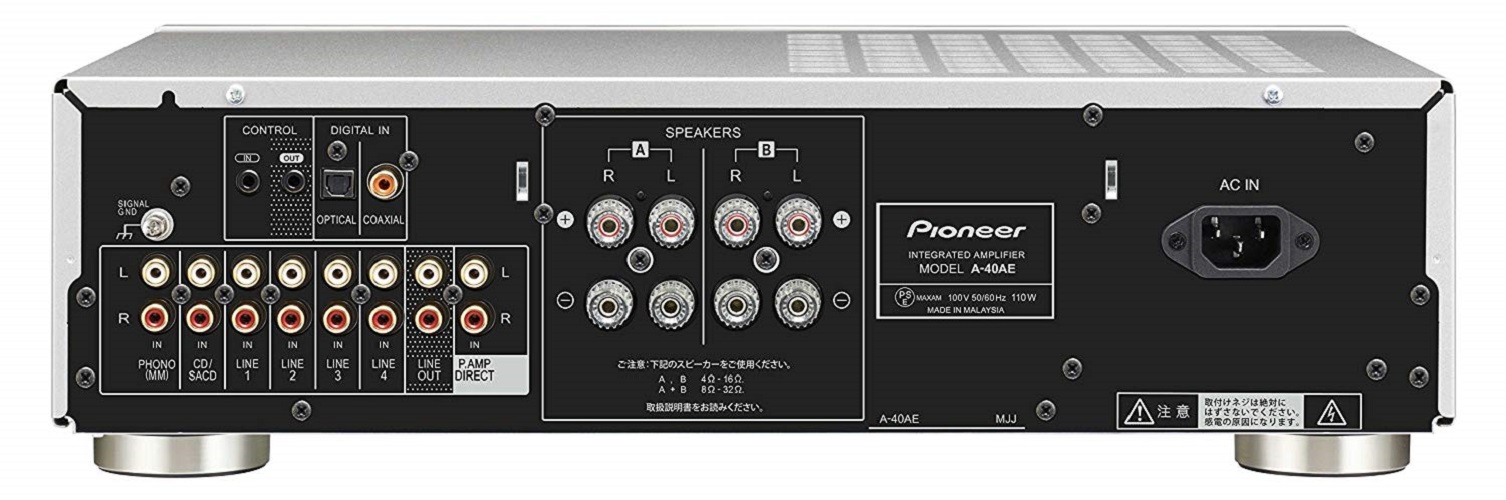 CONTROL
IN
OUT
DIGITAL IN
OPTICAL
COAXIAL
SIGNAL
GND
L
R
L
R
IN
IN
IN
IN
IN
IN
IN
PHONO
(MM)
CD/
SACD
LINE
1
LINE
2
LINE
3
LINE
4
LINE
OUT
P.AMP
DIRECT
SPEAKERS
A
B
R
L
R
L
+
+
−
−
ご注意:下記のスピーカーをご使用ください。
A , B 4Ω-16Ω.
A + B 8Ω-32Ω.
取扱説明書をお読みください。
Pioneer
INTEGRATED AMPLIFIER
MODEL A-40AE
PS
E
MAXAM 100V 50/60Hz 110W
MADE IN MALAYSIA
A-40AE MJJ
AC IN
注意
取付けネジは絶対に
はずさないでください。
感電の原因になります。